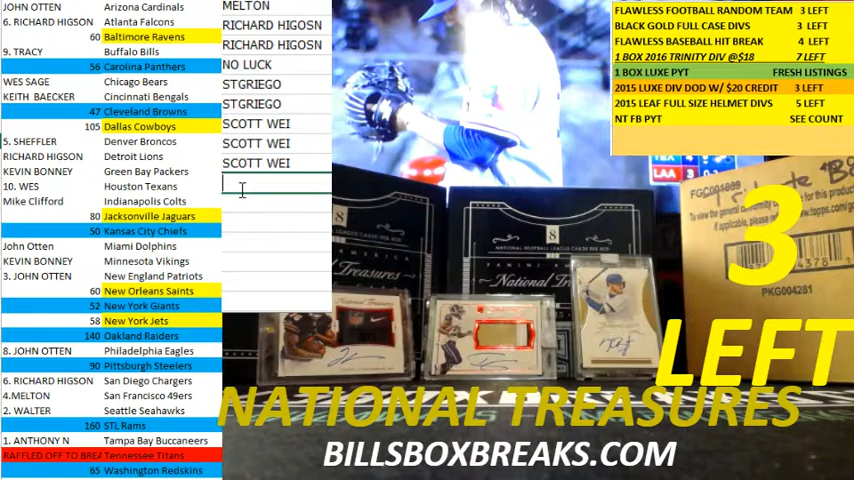 JOHN OTTEN Arizona Cardinals
6. RICHARD HIGSON Atlanta Falcons
60 Baltimore Ravens
9. TRACY Buffalo Bills
56 Carolina Panthers
WES SAGE Chicago Bears
KEITH BAECKER Cincinnati Bengals
47 Cleveland Browns
105 Dallas Cowboys
5. SHEFFLER Denver Broncos
RICHARD HIGSON Detroit Lions
KEVIN BONNEY Green Bay Packers
10. WES Houston Texans
Mike Clifford Indianapolis Colts
80 Jacksonville Jaguars
50 Kansas City Chiefs
John Otten Miami Dolphins
KEVIN BONNEY Minnesota Vikings
3. JOHN OTTEN New England Patriots
60 New Orleans Saints
52 New York Giants
58 New York Jets
140 Oakland Raiders
8. JOHN OTTEN Philadelphia Eagles
90 Pittsburgh Steelers
6. RICHARD HIGSON San Diego Chargers
4.MELTON San Francisco 49ers
2. WALTER Seattle Seahawks
160 STL Rams
1. ANTHONY N Tampa Bay Buccaneers
RAFFLED OFF TO BREA Tennessee Titans
65 Washington Redskins
MELTON
RICHARD HIGOSN
RICHARD HIGOSN
NO LUCK
STGRIEGO
STGRIEGO
SCOTT WEI
SCOTT WEI
SCOTT WEI
FLAWLESS FOOTBALL RANDOM TEAM 3 LEFT
BLACK GOLD FULL CASE DIVS 3 LEFT
FLAWLESS BASEBALL HIT BREAK 4 LEFT
1 BOX 2016 TRINITY DIV @$18 7 LEFT
1 BOX LUXE PYT FRESH LISTINGS
2015 LUXE DIV DOD W/ $20 CREDIT 3 LEFT
2015 LEAF FULL SIZE HELMET DIVS 5 LEFT
NT FB PYT SEE COUNT
TEX
LAA
8
8
National Treasures
PKG004281
3
LEFT
NATIONAL TREASURES
BILLSBOXBREAKS.COM